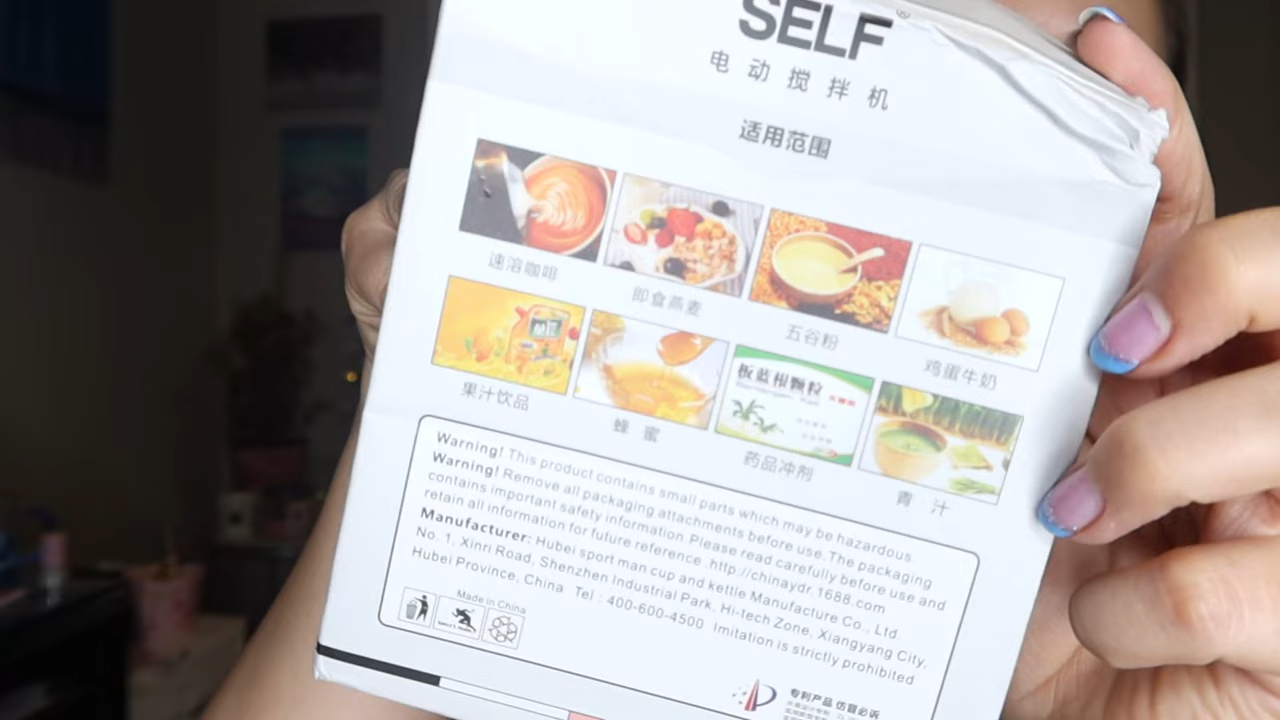 SELF®
电动搅拌机
适用范围
速溶咖啡
即食燕麦
五谷粉
鸡蛋牛奶
板蓝根颗粒
果汁饮品
蜂蜜
药品冲剂
青汁
Warning! This product contains small parts which may be hazardous
Warning! Remove all packaging attachments before use.The packaging
contains important safety information.Please read carefully before use and
retain all information for future reference .http://chinaydr.1688.com
Manufacturer: Hubei sport man cup and kettle Manufacture Co., Ltd
No. 1, Xinri Road, Shenzhen Industrial Park, Hi-tech Zone, Xiangyang City,
Hubei Province, China Tel : 400-600-4500 Imitation is strictly prohibited
Made in China
专利产品 仿冒必诉